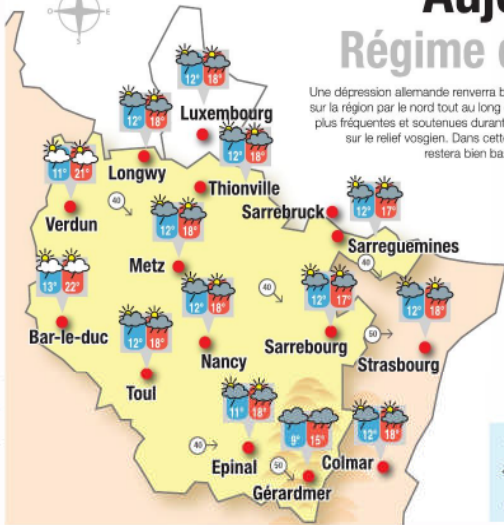 Aujo
Régime d
Une dépression allemande renverra b
sur la région par le nord tout au long
plus fréquentes et soutenues durant
sur le relief vosgien. Dans cette
restera bien ba
N
O
E
S
12° 18°
Luxembourg
12° 18°
Longwy
12° 18°
Thionville
11° 21°
Verdun
40
12° 17°
Sarrebruck
Sarreguemines
40
12° 18°
Metz
13° 22°
Bar-le-duc
40
12° 18°
Nancy
12° 17°
Sarrebourg
12° 18°
Strasbourg
50
12° 18°
Toul
11° 18°
Epinal
40
9° 15°
Gérardmer
50
12° 18°
Colmar